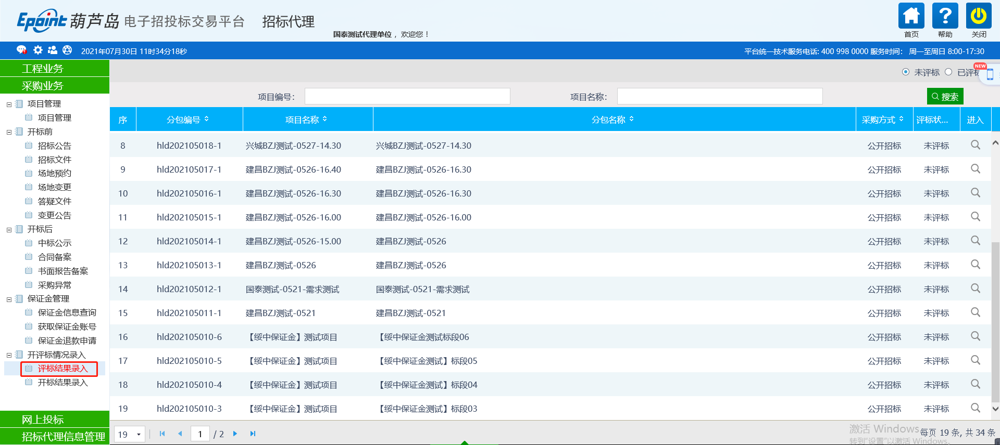 Epoint 葫芦岛 电子招投标交易平台 招标代理
国泰测试代理单位 ，欢迎您！
首页 帮助 关闭
2021年07月30日 11时34分18秒
平台统一技术服务电话: 400 998 0000 服务时间： 周一至周日 8:00-17:30
工程业务
采购业务
项目管理
项目管理
开标前
招标公告
招标文件
场地预约
场地变更
答疑文件
变更公告
开标后
中标公示
合同备案
书面报告备案
采购异常
保证金管理
保证金信息查询
获取保证金账号
保证金退款申请
开评标情况录入
评标结果录入
开标结果录入
网上投标
招标代理信息管理
未评标 已评标
NEW
项目编号： 项目名称： 搜索
序 分包编号 项目名称 分包名称 采购方式 评标状... 进入
8 hld202105018-1 兴城BZJ测试-0527-14.30 兴城BZJ测试-0527-14.30 公开招标 未评标
9 hld202105017-1 建昌BZJ测试-0526-16.40 建昌BZJ测试-0526-16.30 公开招标 未评标
10 hld202105016-1 建昌BZJ测试-0526-16.30 建昌BZJ测试-0526-16.30 公开招标 未评标
11 hld202105015-1 建昌BZJ测试-0526-16.00 建昌BZJ测试-0526-16.00 公开招标 未评标
12 hld202105014-1 建昌BZJ测试-0526-15.00 建昌BZJ测试-0526 公开招标 未评标
13 hld202105013-1 建昌BZJ测试-0526 建昌BZJ测试-0526 公开招标 未评标
14 hld202105012-1 国泰测试-0521-需求测试 国泰测试-0521-需求测试 公开招标 未评标
15 hld202105011-1 建昌BZJ测试-0521 建昌BZJ测试-0521 公开招标 未评标
16 hld202105010-6 【绥中保证金】测试项目 【绥中保证金测试标段06 公开招标 未评标
17 hld202105010-5 【绥中保证金】测试项目 【绥中保证金测试】标段05 公开招标 未评标
18 hld202105010-4 【绥中保证金】测试项目 【绥中保证金测试】标段04 公开招标 未评标
19 hld202105010-3 【绥中保证金】测试项目 【绥中保证金测试】标段03 公开招标 未评标
19 1 / 2
每页 19 条, 共 34 条
激活 Windows
转到"设置"以激活 Windows。